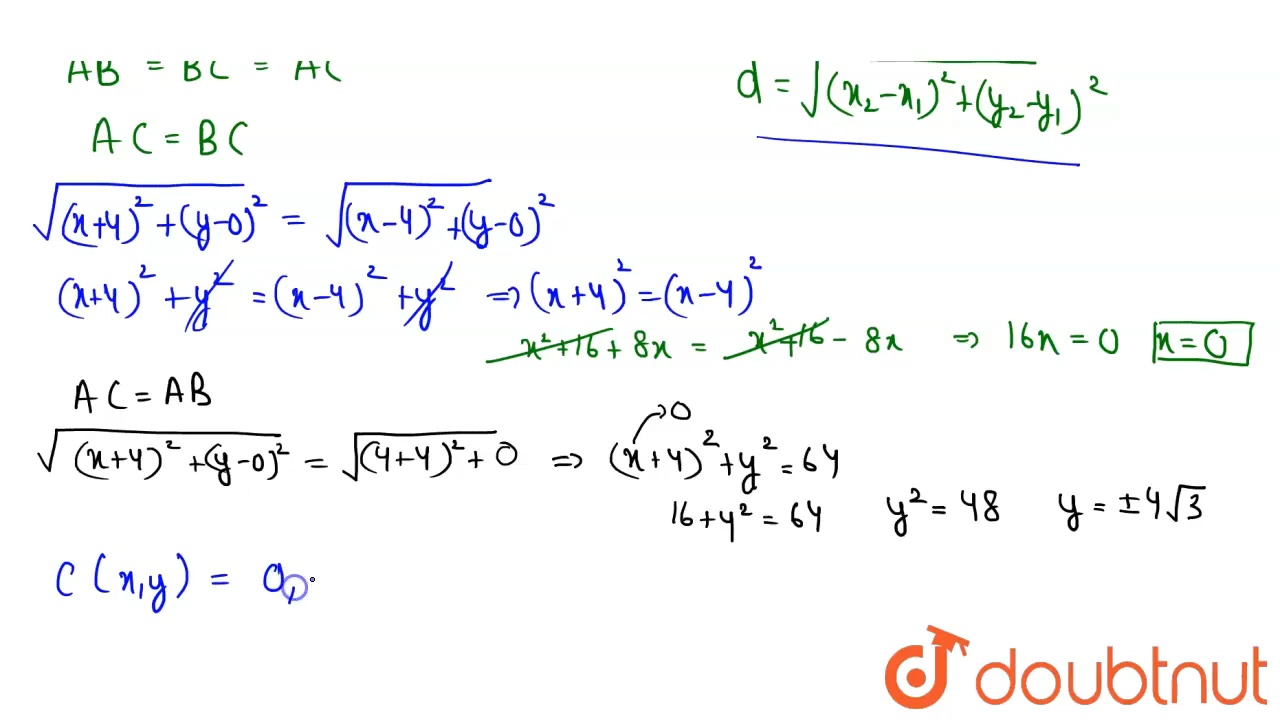 AB = BC = AC
d = √(x₂-x₁)²+(y₂-y₁)²
AC = BC
√(x+4)²+(y-0)² = √(x-4)²+(y-0)²
(x+4)²+y² = (x-4)²+y² ⇒ (x+4)² = (x-4)²
x²+16+8x = x²+16-8x ⇒ 16x = 0 x = 0
AC = AB
0
√(x+4)²+(y-0)² = √(4+4)²+0 ⇒ (x+4)²+y² = 64
16+y² = 64 y² = 48 y = ±4√3
C(x,y) = 0,
doubtnut